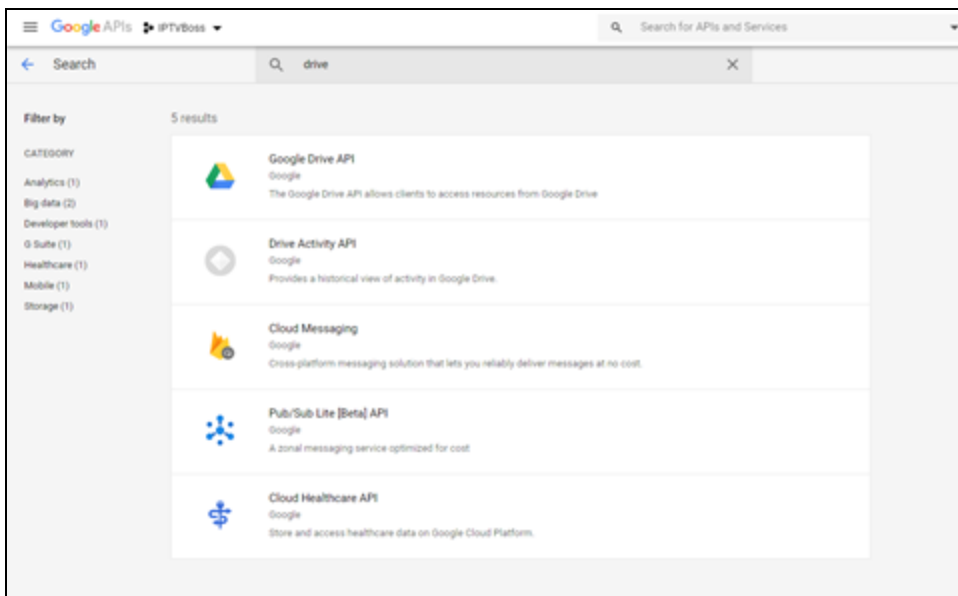 Google APIs IPTVBoss Search for APIs and Services
Search drive
Filter by
CATEGORY
Analytics (1)
Big data (2)
Developer tools (1)
G Suite (1)
Healthcare (1)
Mobile (1)
Storage (1)
5 results
Google Drive API
Google
The Google Drive API allows clients to access resources from Google Drive
Drive Activity API
Google
Provides a historical view of activity in Google Drive.
Cloud Messaging
Google
Cross-platform messaging solution that lets you reliably deliver messages at no cost.
Pub/Sub Lite [Beta] API
Google
A zonal messaging service optimized for cost
Cloud Healthcare API
Google
Store and access healthcare data on Google Cloud Platform.